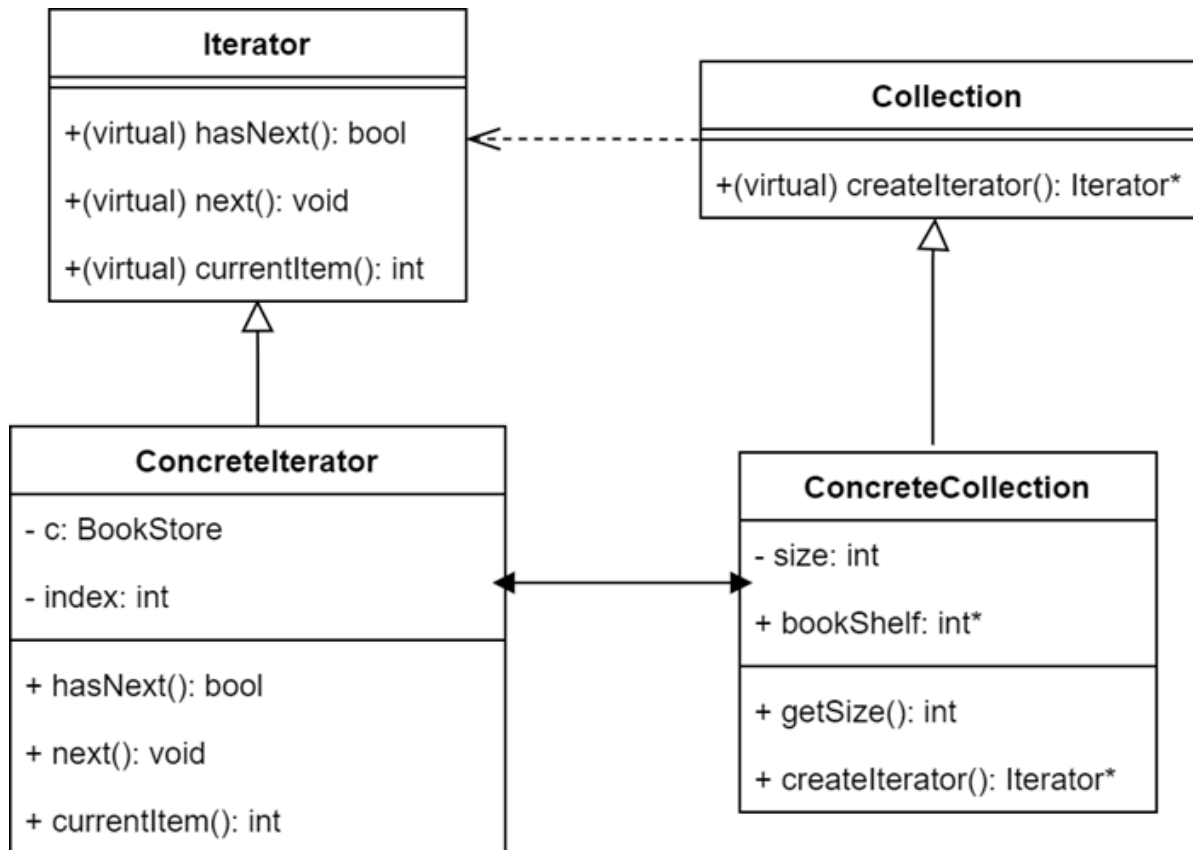 Iterator
+(virtual) hasNext(): bool
+(virtual) next(): void
+(virtual) currentItem(): int
Collection
+(virtual) createIterator(): Iterator*
ConcreteIterator
- c: BookStore
- index: int
+ hasNext(): bool
+ next(): void
+ currentItem(): int
ConcreteCollection
- size: int
+ bookShelf: int*
+ getSize(): int
+ createIterator(): Iterator*